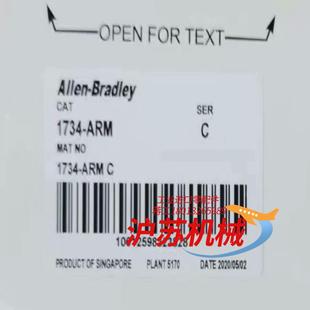 OPEN FOR TEXT
Allen-Bradley
CAT
SER
1734-ARM
C
MAT NO
1734-ARM C
沪苏机械
PRODUCT OF SINGAPORE PLANT 5170 DATE 2020/05/02